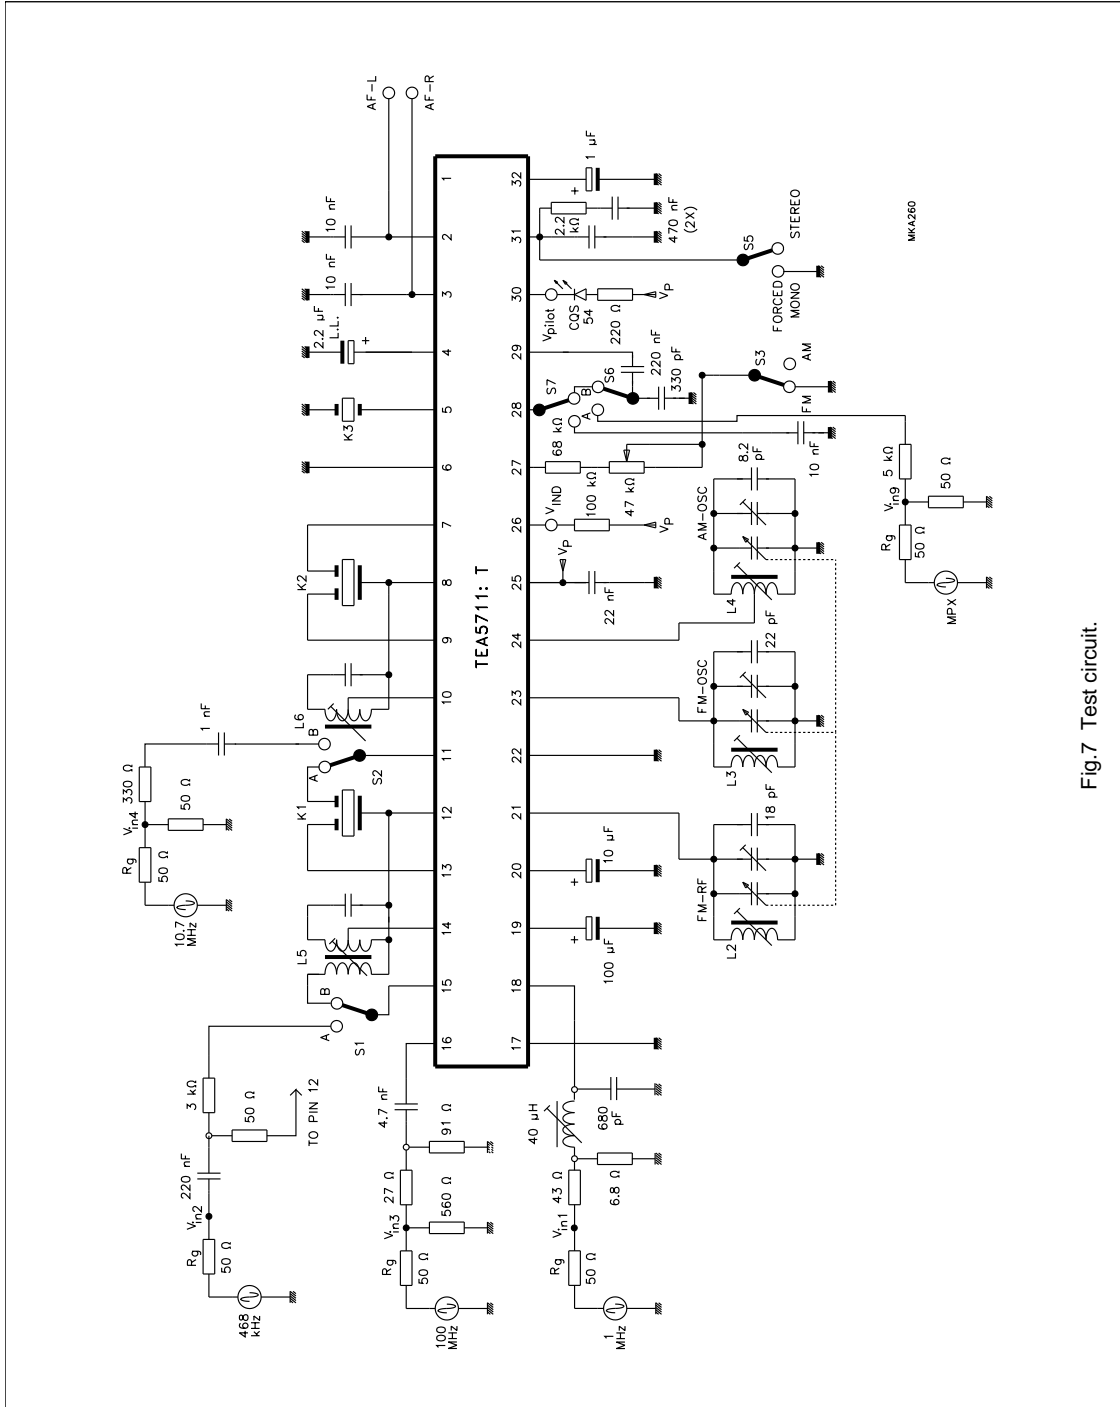 AF-L
AF-R
10 nF
10 nF
2.2 µF
L.L.
+
K3
K2
L6
1 nF
B
A
S2
K1
330 Ω
50 Ω
Vin4
Rg
50 Ω
10.7
MHz
L5
B
A
S1
3 kΩ
50 Ω
TO PIN 12
220 nF
Vin2
Rg
50 Ω
468
kHz
16
15
14
13
12
11
10
9
8
7
6
5
4
3
2
1
TEA5711: T
17
18
19
20
21
22
23
24
25
26
27
28
29
30
31
32
4.7 nF
91 Ω
27 Ω
560 Ω
Vin3
Rg
50 Ω
100
MHz
40 µH
680
pF
43 Ω
6.8 Ω
Vin1
Rg
50 Ω
1
MHz
+
100 µF
+
10 µF
FM-RF
L2
18 pF
FM-OSC
L3
22 pF
AM-OSC
L4
8.2
pF
22 nF
VP
VIND
100 kΩ
VP
68 kΩ
47 kΩ
S7
B
A
S6
220 nF
330 pF
10 nF
S3
FM
AM
Vpilot
CQS
54
220 Ω
VP
2.2
kΩ
470 nF
(2X)
+
1 µF
S5
STEREO
FORCED
MONO
5 kΩ
50 Ω
Vin9
Rg
50 Ω
MPX
MKA260
Fig.7 Test circuit.